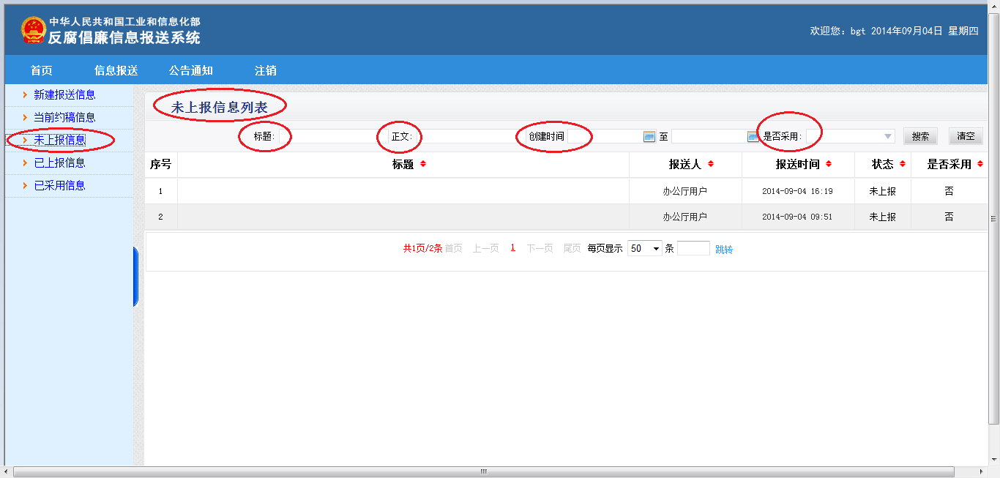 中华人民共和国工业和信息化部
反腐倡廉信息报送系统
欢迎您: bgt 2014年09月04日 星期四
首页 信息报送 公告通知 注销
新建报送信息
当前约稿信息
未上报信息
已上报信息
已采用信息
未上报信息列表
标题: 正文: 创建时间 至 是否采用: 搜索 清空
序号 标题 报送人 报送时间 状态 是否采用
1 办公厅用户 2014-09-04 16:19 未上报 否
2 办公厅用户 2014-09-04 09:51 未上报 否
共1页/2条 首页 上一页 1 下一页 尾页 每页显示 50 条 跳转